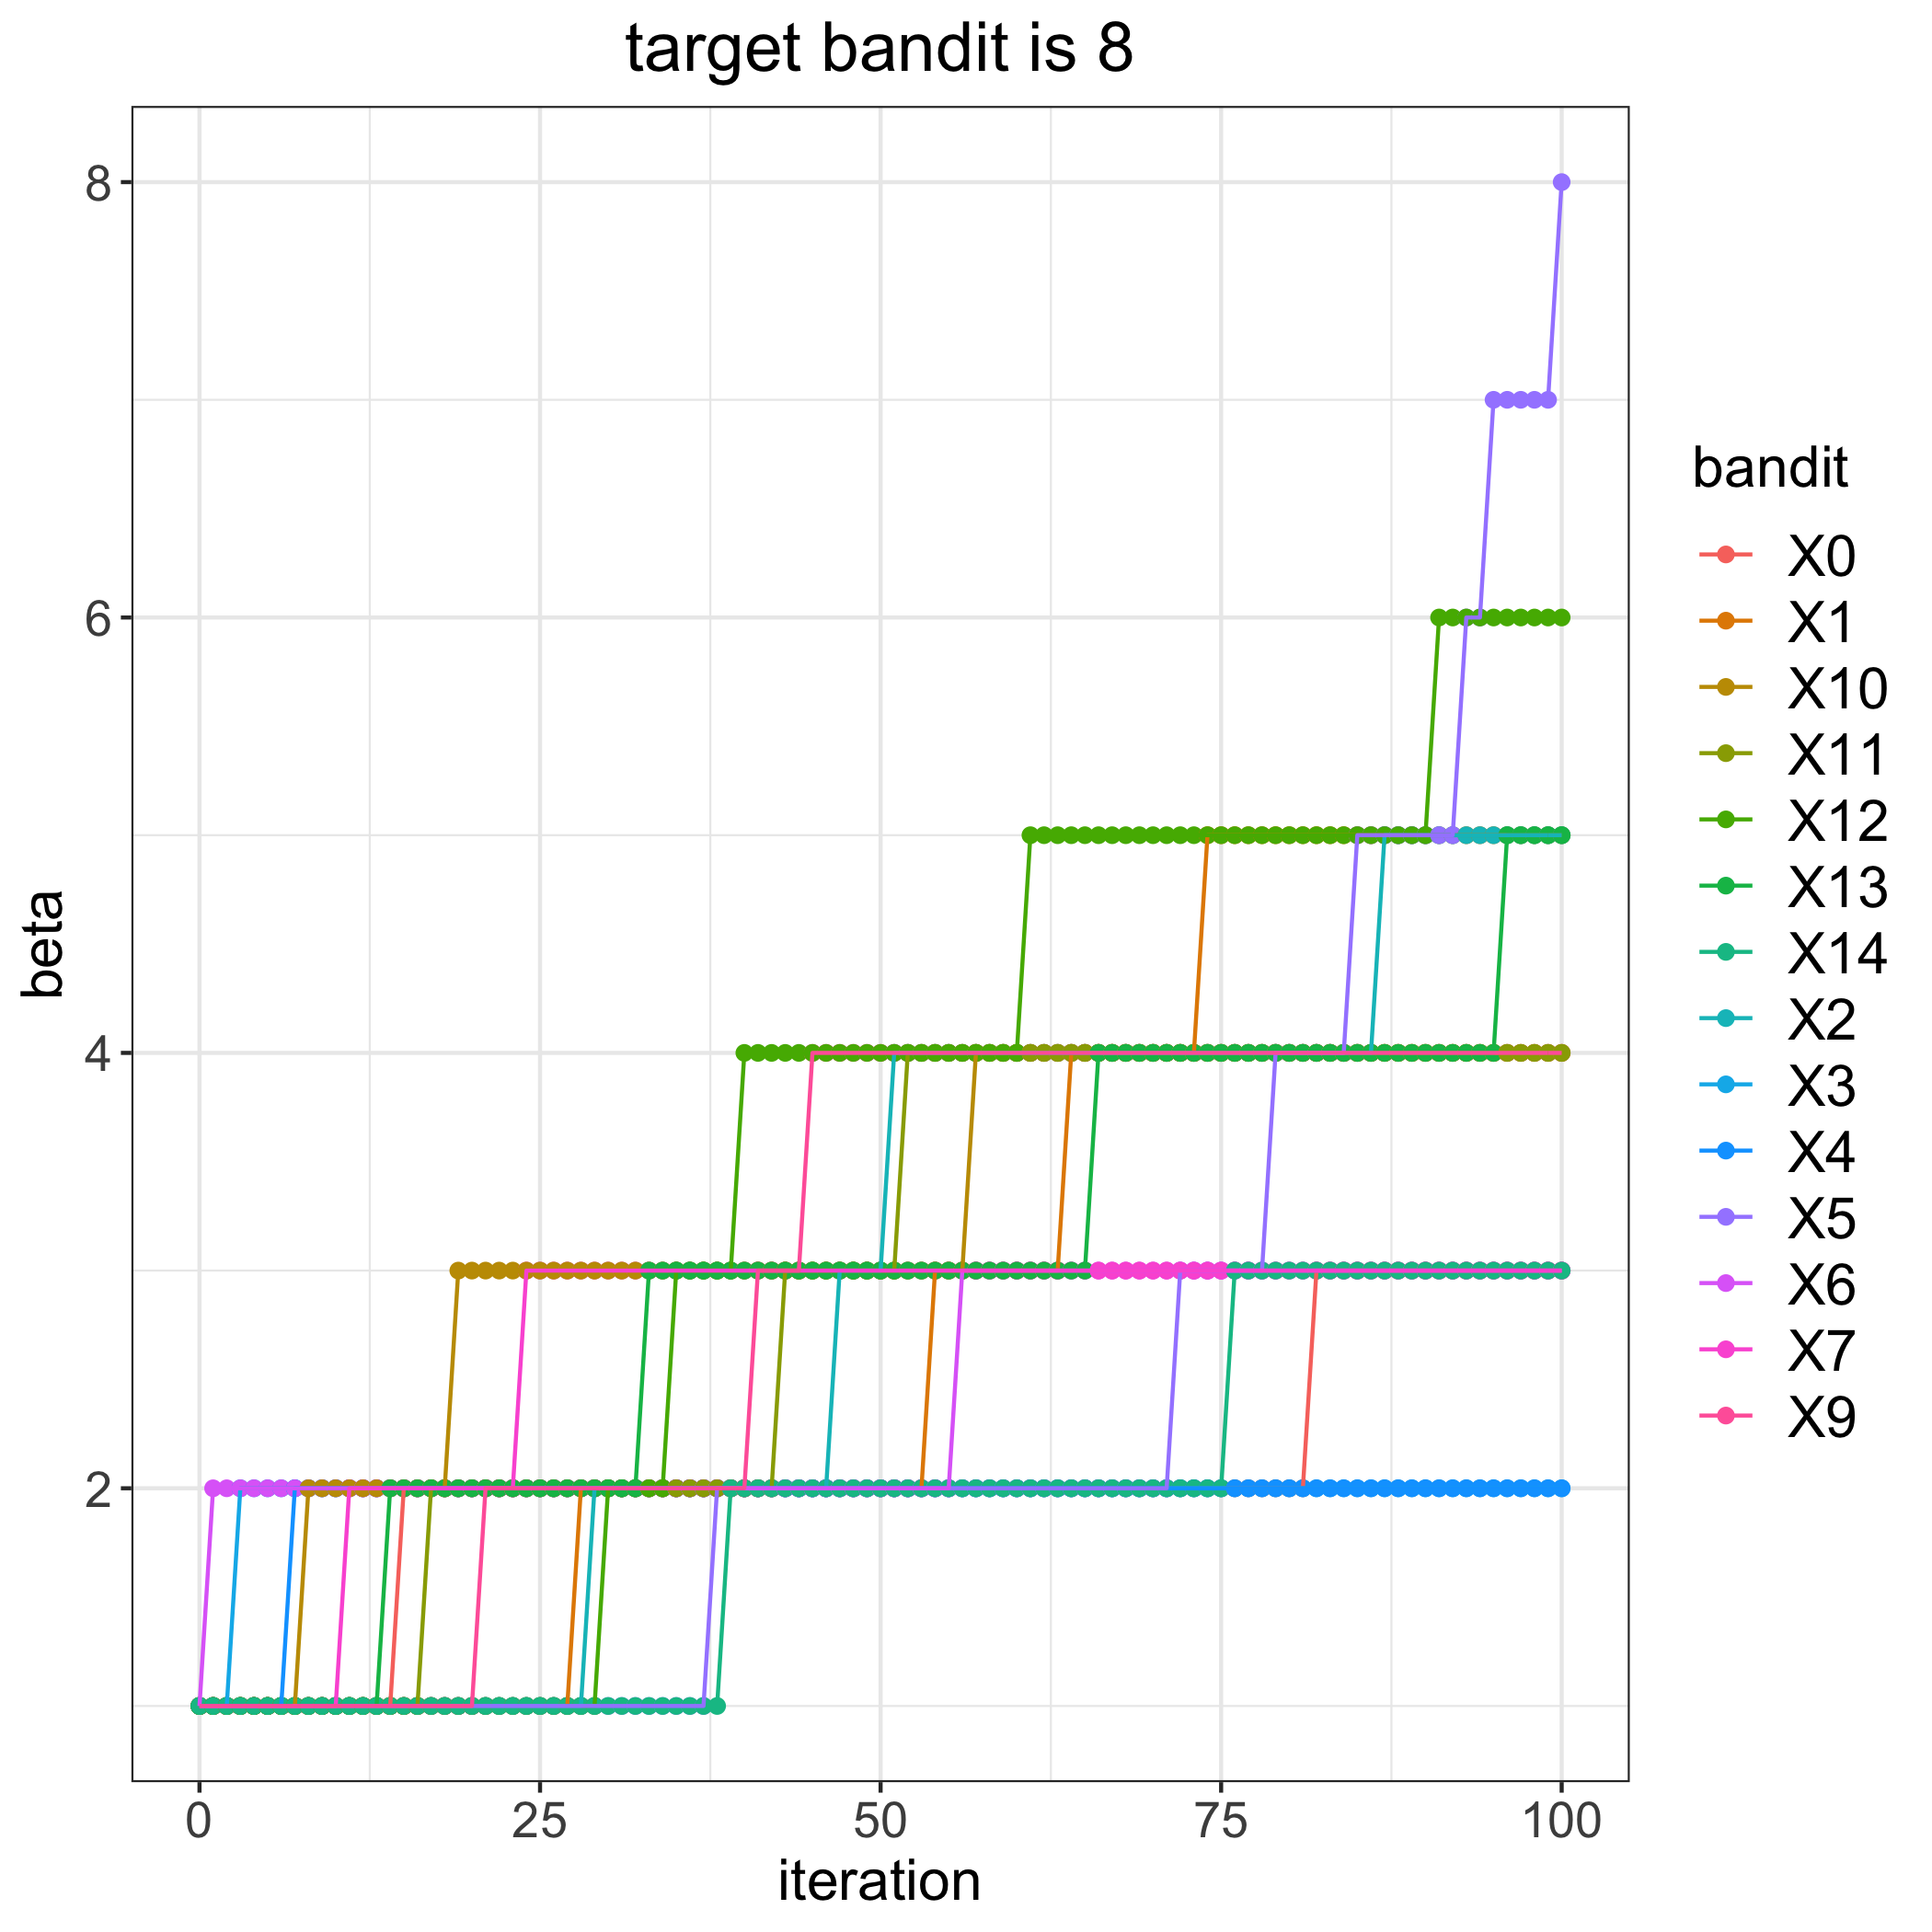 target bandit is 8
8
6
4
2
beta
0 25 50 75 100
iteration
bandit
X0
X1
X10
X11
X12
X13
X14
X2
X3
X4
X5
X6
X7
X9